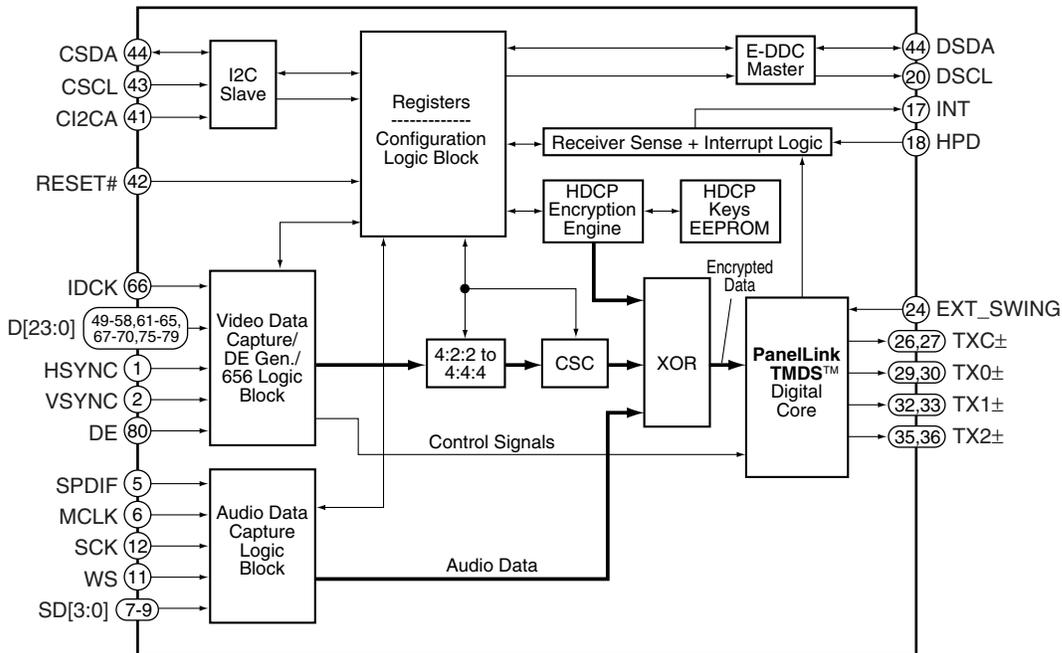 CSDA 44
CSCL 43
CI2CA 41
RESET# 42
I2C
Slave
Registers
------------
Configuration
Logic Block
E-DDC
Master
44 DSDA
20 DSCL
17 INT
18 HPD
Receiver Sense + Interrupt Logic
HDCP
Encryption
Engine
HDCP
Keys
EEPROM
IDCK 66
D[23:0] 49-58,61-65,
67-70,75-79
HSYNC 1
VSYNC 2
DE 80
Video Data
Capture/
DE Gen./
656 Logic
Block
4:2:2 to
4:4:4
CSC
XOR
Encrypted
Data
PanelLink
TMDS™
Digital
Core
24 EXT_SWING
26,27 TXC±
29,30 TX0±
32,33 TX1±
35,36 TX2±
Control Signals
SPDIF 5
MCLK 6
SCK 12
WS 11
SD[3:0] 7-9
Audio Data
Capture
Logic
Block
Audio Data